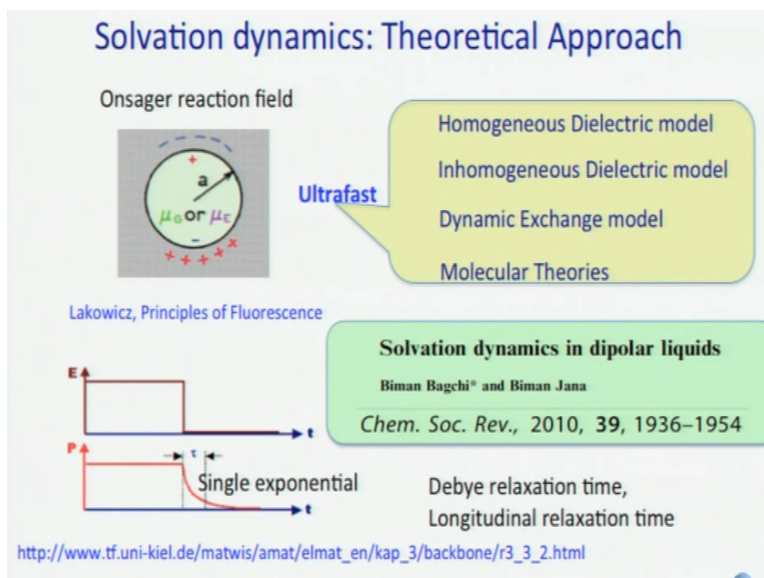 Solvation dynamics: Theoretical Approach
Onsager reaction field
a
μG or μE
Lakowicz, Principles of Fluorescence
Ultrafast
Homogeneous Dielectric model
Inhomogeneous Dielectric model
Dynamic Exchange model
Molecular Theories
Solvation dynamics in dipolar liquids
Biman Bagchi* and Biman Jana
Chem. Soc. Rev., 2010, 39, 1936–1954
E
t
P
τ
Single exponential
t
Debye relaxation time,
Longitudinal relaxation time
http://www.tf.uni-kiel.de/matwis/amat/elmat_en/kap_3/backbone/r3_3_2.html